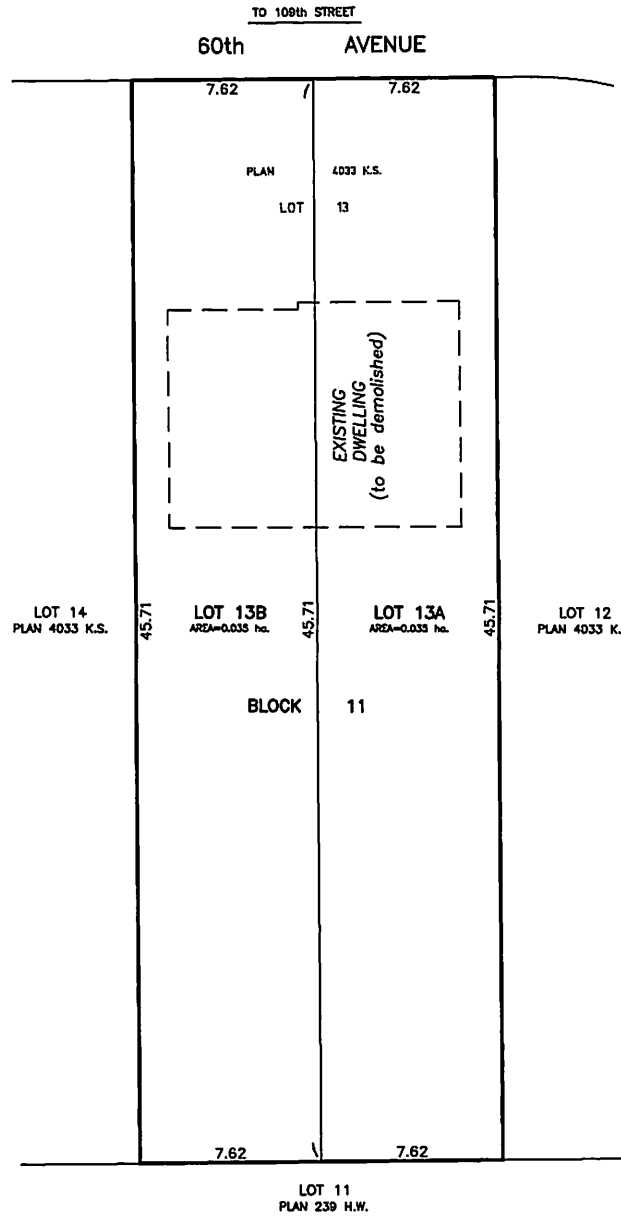 TO 109th STREET
60th AVENUE
7.62 7.62
PLAN 4033 K.S.
LOT 13
EXISTING
DWELLING
(to be demolished)
LOT 14
PLAN 4033 K.S.
45.71
LOT 13B
AREA=0.035 ha.
45.71
LOT 13A
AREA=0.035 ha.
45.71
LOT 12
PLAN 4033 K.
BLOCK 11
7.62 7.62
LOT 11
PLAN 239 H.W.